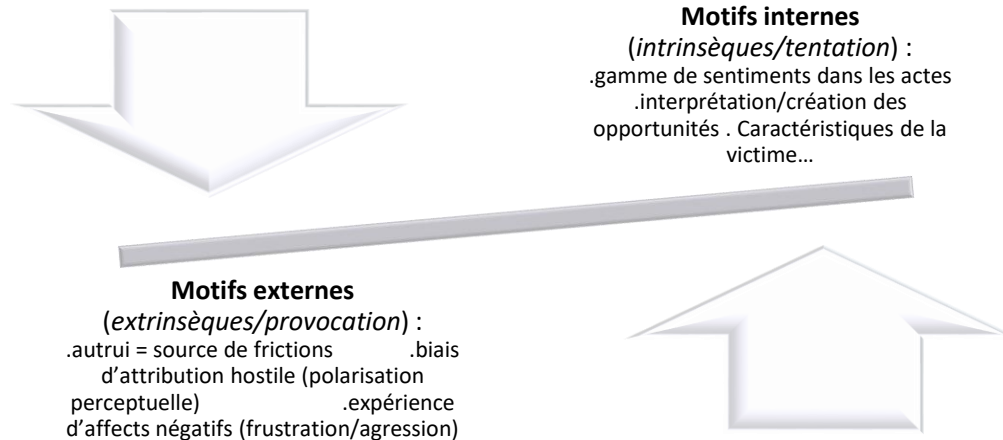 Motifs internes
(intrinsèques/tentation) :
.gamme de sentiments dans les actes
.interprétation/création des
opportunités . Caractéristiques de la
victime…
Motifs externes
(extrinsèques/provocation) :
.autrui = source de frictions .biais
d’attribution hostile (polarisation
perceptuelle) .expérience
d’affects négatifs (frustration/agression)